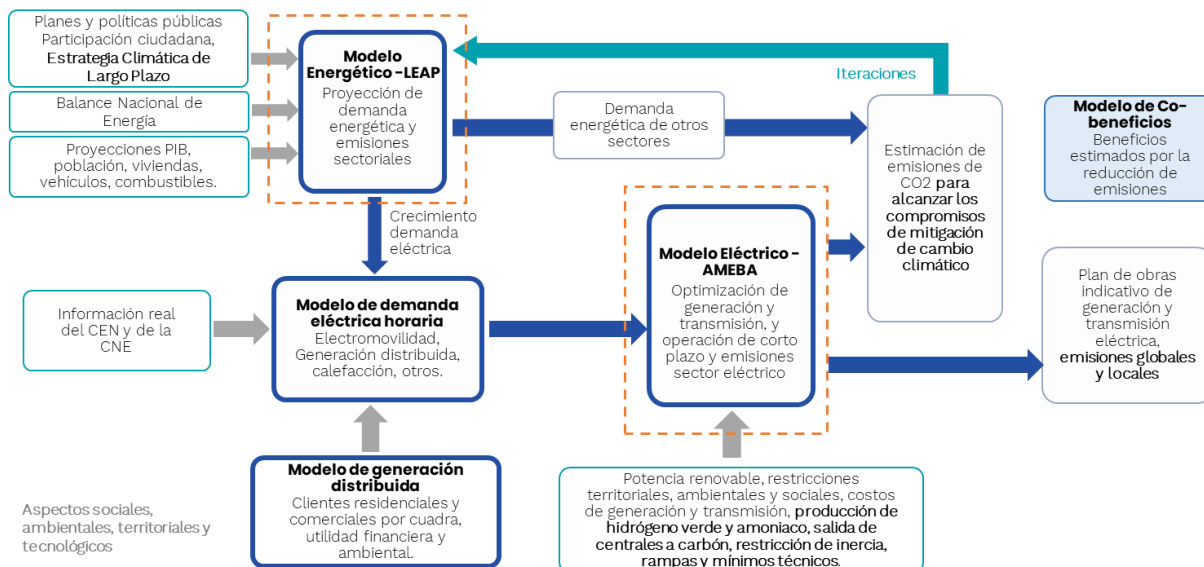 Planes y políticas públicas
Participación ciudadana,
Estrategia Climática de
Largo Plazo
Balance Nacional de
Energía
Proyecciones PIB,
población, viviendas,
vehículos, combustibles.
Modelo
Energético -LEAP
Proyección de
demanda
energética y
emisiones
sectoriales
Iteraciones
Demanda
energética de otros
sectores
Estimación de
emisiones de
CO2 para
alcanzar los
compromisos
de mitigación
de cambio
climático
Modelo de Co-
beneficios
Beneficios
estimados por la
reducción de
emisiones
Crecimiento
demanda
eléctrica
Información real
del CEN y de la
CNE
Modelo de demanda
eléctrica horaria
Electromovilidad,
Generación distribuida,
calefacción, otros.
Modelo Eléctrico -
AMEBA
Optimización de
generación y
transmisión, y
operación de corto
plazo y emisiones
sector eléctrico
Plan de obras
indicativo de
generación y
transmisión
eléctrica,
emisiones globales
y locales
Modelo de generación
distribuida
Clientes residenciales y
comerciales por cuadra,
utilidad financiera y
ambiental.
Potencia renovable, restricciones
territoriales, ambientales y sociales, costos
de generación y transmisión, producción de
hidrógeno verde y amoniaco, salida de
centrales a carbón, restricción de inercia,
rampas y mínimos técnicos.
Aspectos sociales,
ambientales, territoriales y
tecnológicos